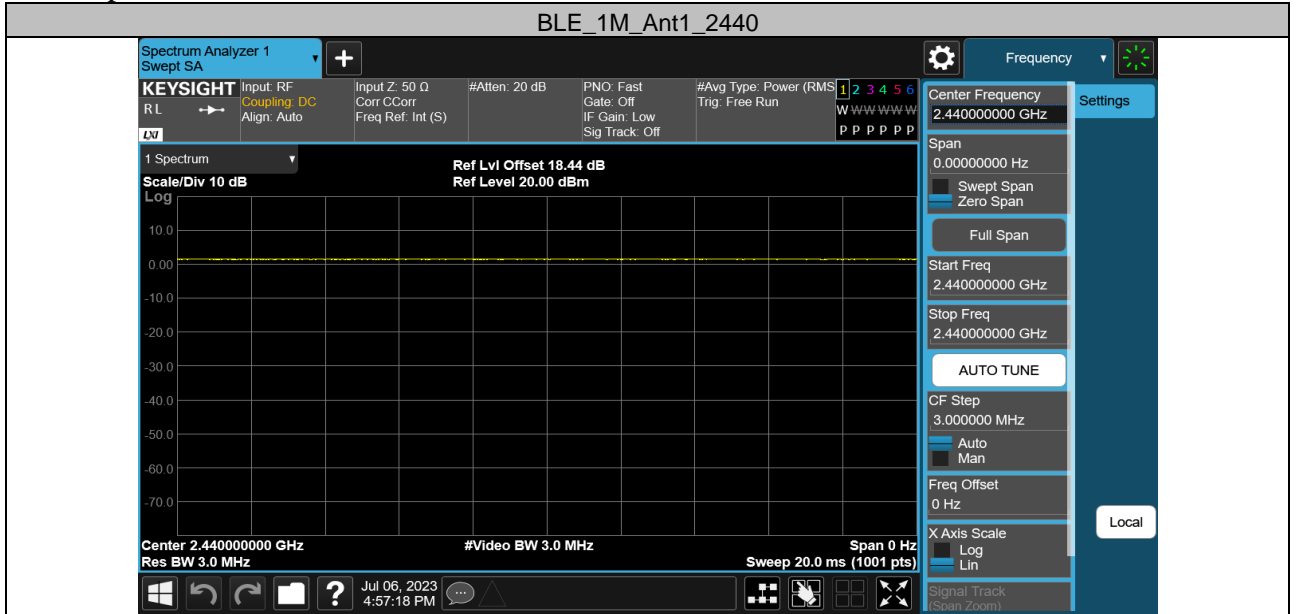 BLE_1M_Ant1_2440
Spectrum Analyzer 1
Swept SA
Frequency
KEYSIGHT
RL
LXI
Input: RF
Coupling: DC
Align: Auto
Input Z: 50 Ω
Corr CCorr
Freq Ref: Int (S)
#Atten: 20 dB
PNO: Fast
Gate: Off
IF Gain: Low
Sig Track: Off
#Avg Type: Power (RMS
Trig: Free Run
1 2 3 4 5 6
W W W W W W
P P P P P P
1 Spectrum
Scale/Div 10 dB
Ref Lvl Offset 18.44 dB
Ref Level 20.00 dBm
Log
10.0
0.00
-10.0
-20.0
-30.0
-40.0
-50.0
-60.0
-70.0
Center 2.440000000 GHz
Res BW 3.0 MHz
#Video BW 3.0 MHz
Span 0 Hz
Sweep 20.0 ms (1001 pts)
Jul 06, 2023
4:57:18 PM
Center Frequency
2.440000000 GHz
Span
0.00000000 Hz
Swept Span
Zero Span
Full Span
Start Freq
2.440000000 GHz
Stop Freq
2.440000000 GHz
AUTO TUNE
CF Step
3.000000 MHz
Auto
Man
Freq Offset
0 Hz
X Axis Scale
Log
Lin
Signal Track
(Span Zoom)
Settings
Local